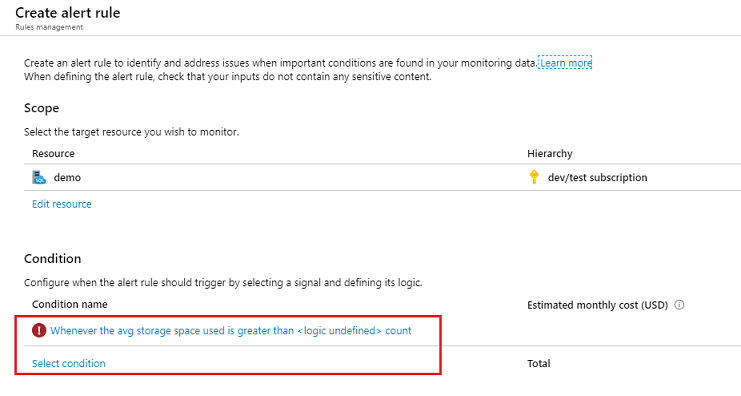 Create alert rule
Rules management
Create an alert rule to identify and address issues when important conditions are found in your monitoring data. Learn more
When defining the alert rule, check that your inputs do not contain any sensitive content.
Scope
Select the target resource you wish to monitor.
Resource Hierarchy
demo dev/test subscription
Edit resource
Condition
Configure when the alert rule should trigger by selecting a signal and defining its logic.
Condition name Estimated monthly cost (USD)
Whenever the avg storage space used is greater than <logic undefined> count
Select condition Total